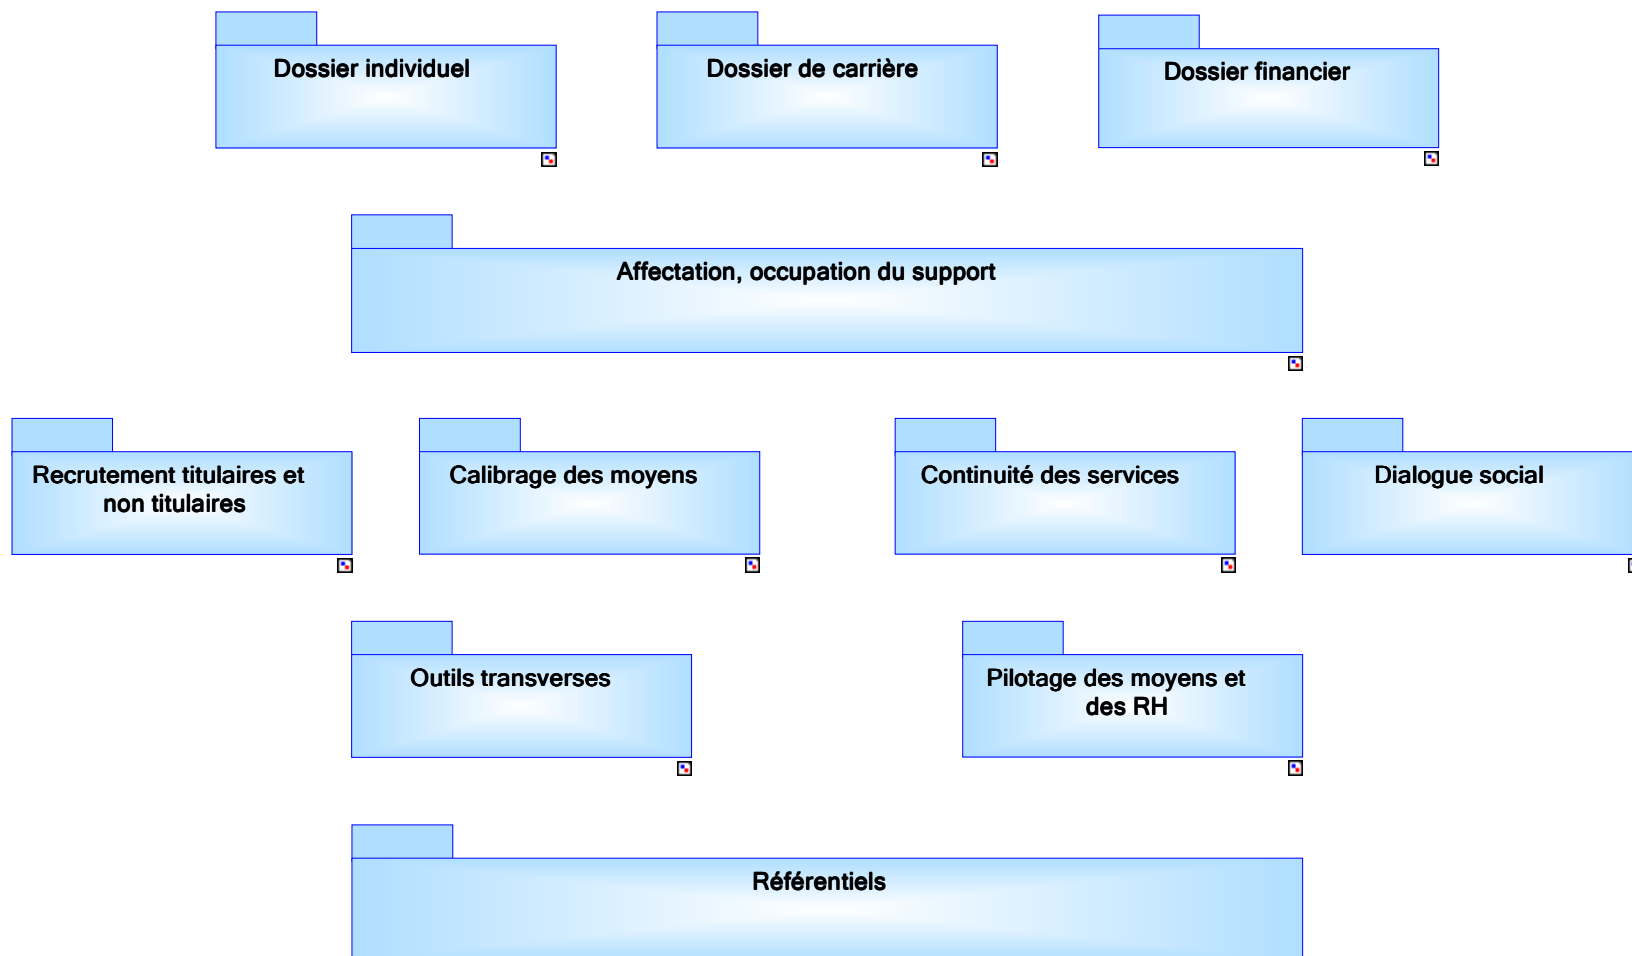 Dossier individuel
Dossier de carrière
Dossier financier
Affectation, occupation du support
Recrutement titulaires et
non titulaires
Calibrage des moyens
Continuité des services
Dialogue social
Outils transverses
Pilotage des moyens et
des RH
Référentiels